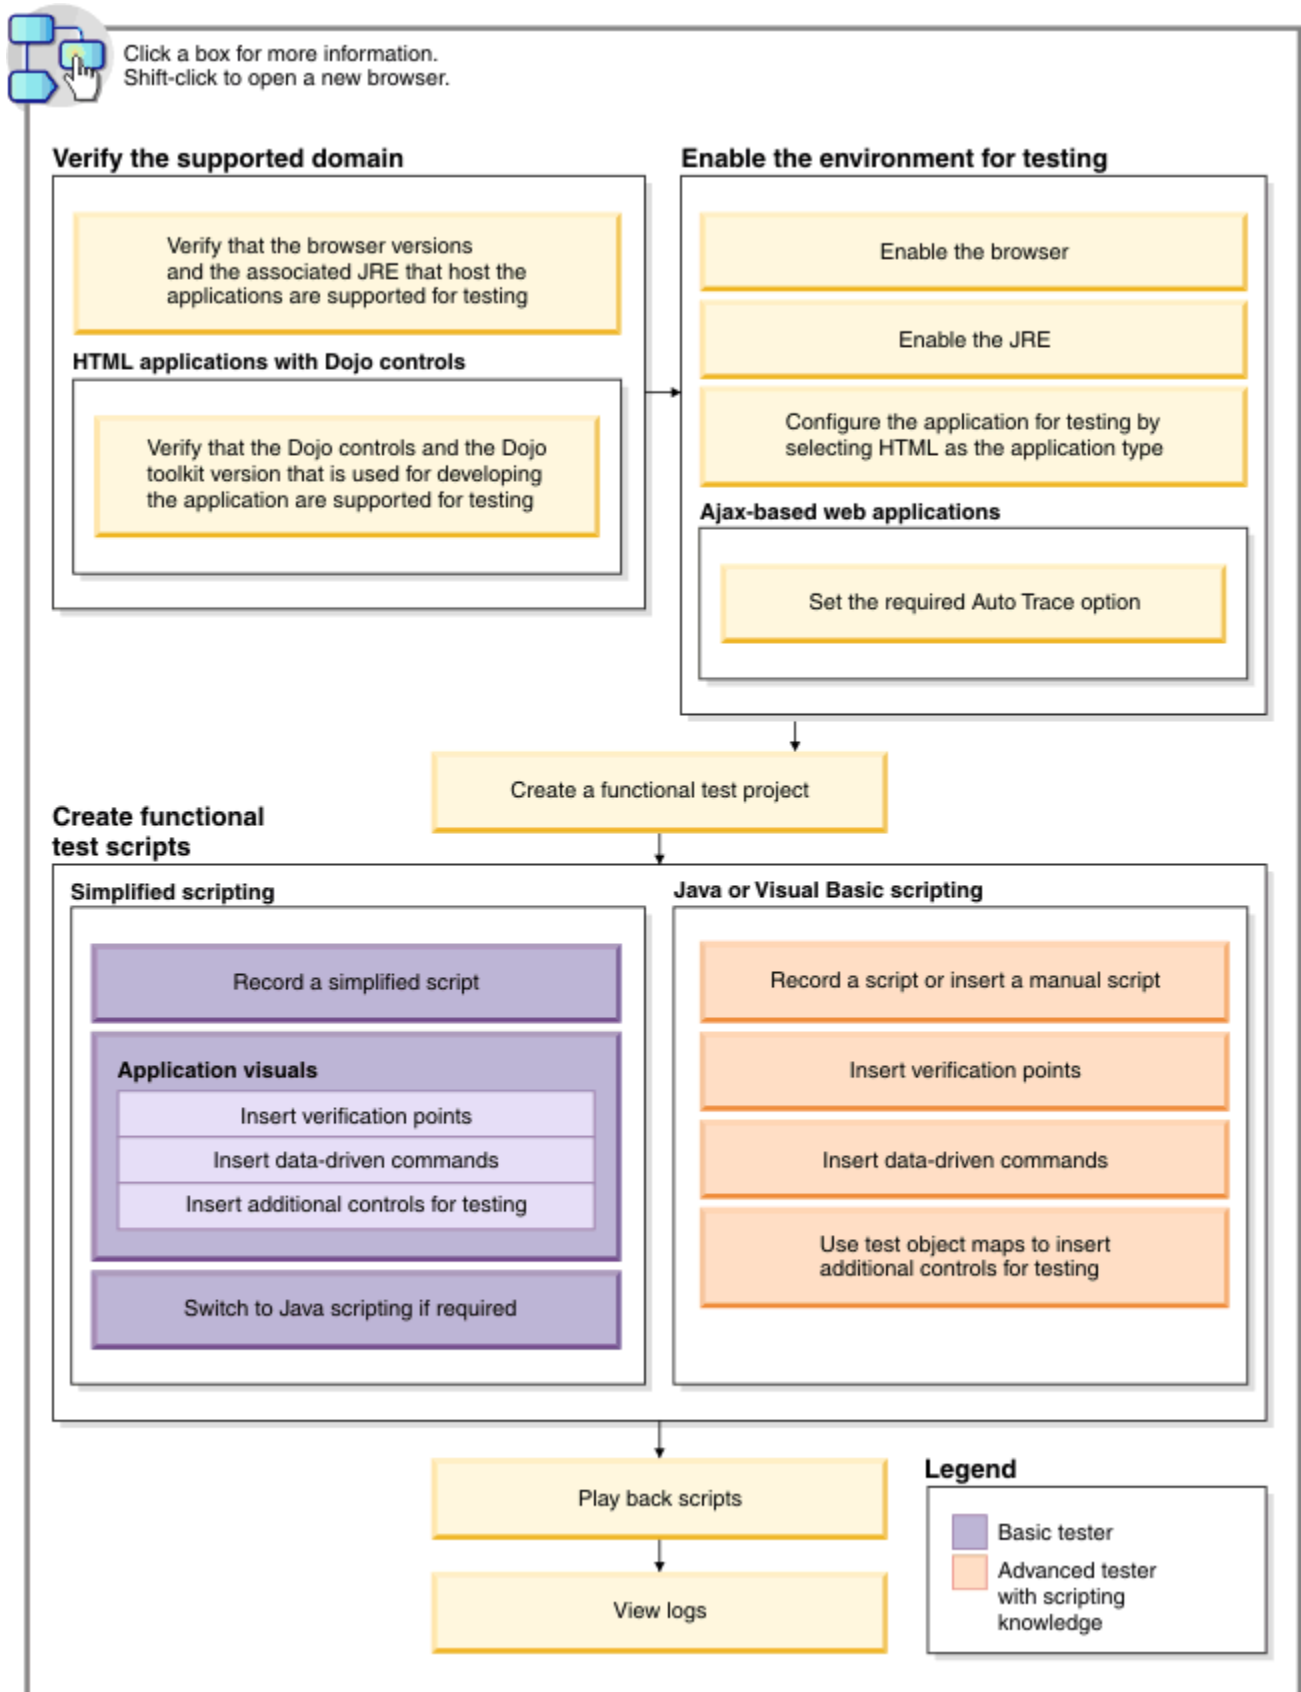 Click a box for more information.
Shift-click to open a new browser.
Verify the supported domain
Verify that the browser versions
and the associated JRE that host the
applications are supported for testing
HTML applications with Dojo controls
Verify that the Dojo controls and the Dojo
toolkit version that is used for developing
the application are supported for testing
Enable the environment for testing
Enable the browser
Enable the JRE
Configure the application for testing by
selecting HTML as the application type
Ajax-based web applications
Set the required Auto Trace option
Create a functional test project
Create functional
test scripts
Simplified scripting
Record a simplified script
Application visuals
Insert verification points
Insert data-driven commands
Insert additional controls for testing
Switch to Java scripting if required
Java or Visual Basic scripting
Record a script or insert a manual script
Insert verification points
Insert data-driven commands
Use test object maps to insert
additional controls for testing
Play back scripts
View logs
Legend
Basic tester
Advanced tester
with scripting
knowledge